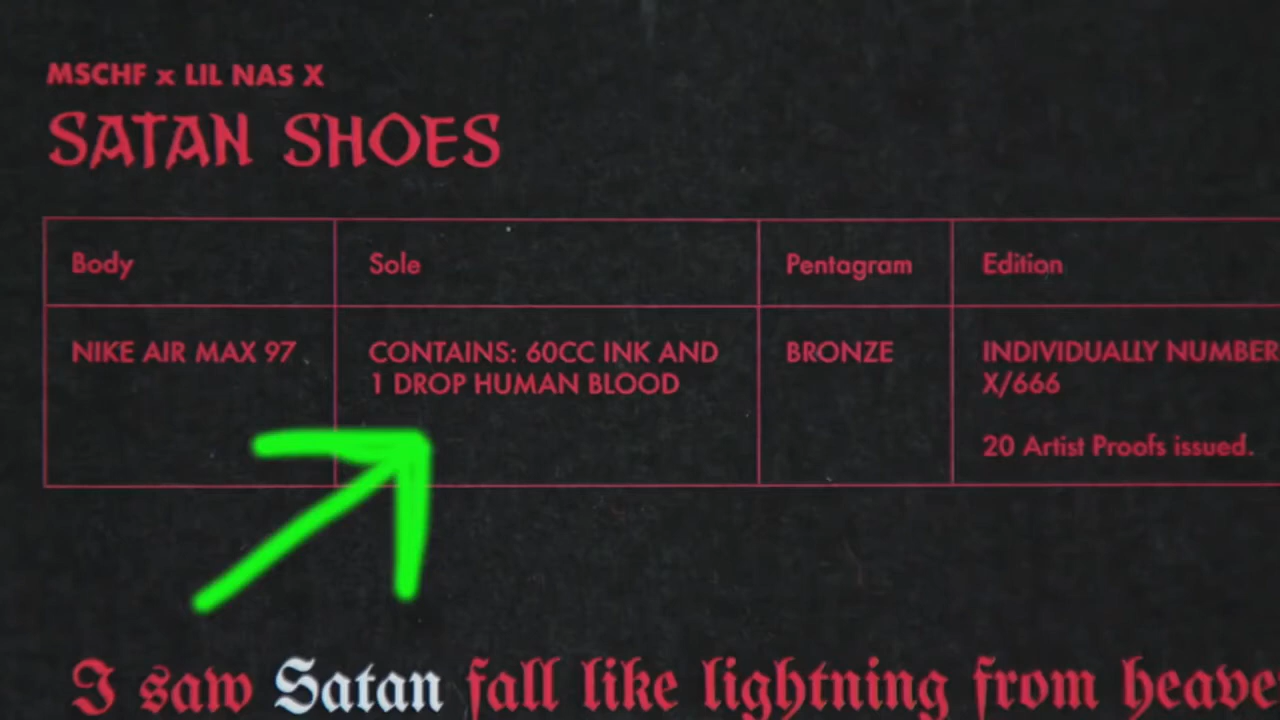 MSCHF x LIL NAS X
SATAN SHOES
Body Sole Pentagram Edition
NIKE AIR MAX 97 CONTAINS: 60CC INK AND BRONZE INDIVIDUALLY NUMBER
1 DROP HUMAN BLOOD X/666
20 Artist Proofs issued.
I saw Satan fall like lightning from heave